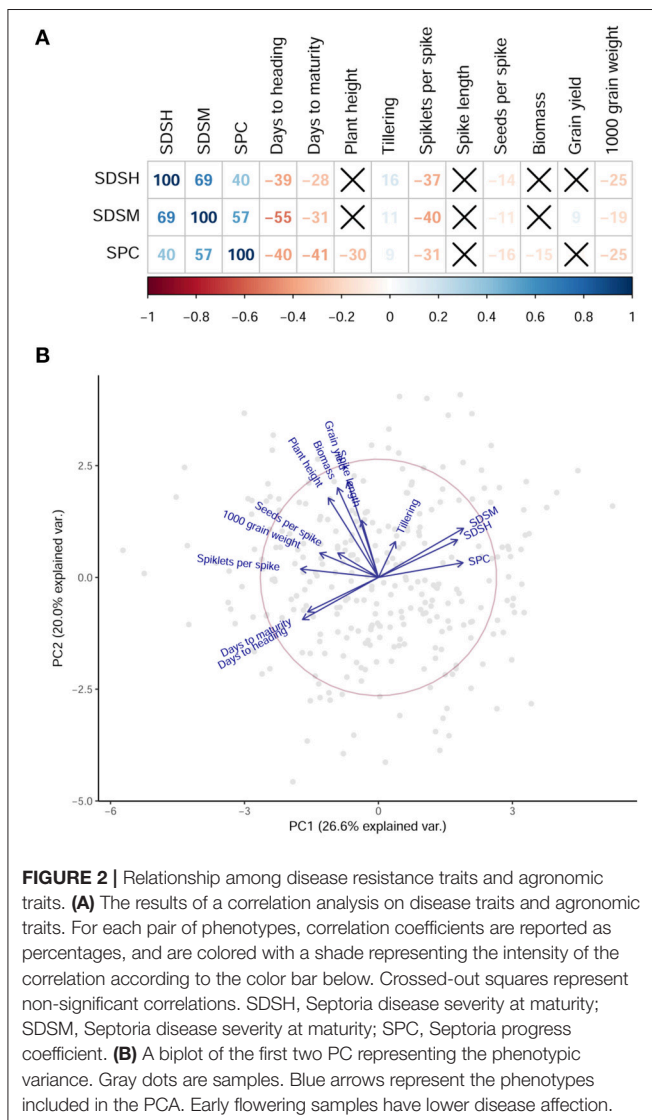 A
SDSH
SDSM
SPC
Days to heading
Days to maturity
Plant height
Tillering
Spiklets per spike
Spike length
Seeds per spike
Biomass
Grain yield
1000 grain weight
SDSH 100 69 40 −39 −28 16 −37 −14 −25
SDSM 69 100 57 −55 −31 11 −40 −11 9 −19
SPC 40 57 100 −40 −41 −30 9 −31 −16 −15 −25
−1 −0.8 −0.6 −0.4 −0.2 0 0.2 0.4 0.6 0.8 1
B
PC2 (20.0% explained var.)
2.5
0.0
−2.5
−5.0
Grain yield
Spike length
Biomass
Plant height
Tillering
Seeds per spike
1000 grain weight
Spiklets per spike
SDSM
SDSH
SPC
Days to maturity
Days to heading
−6 −3 0 3
PC1 (26.6% explained var.)
FIGURE 2 | Relationship among disease resistance traits and agronomic
traits. (A) The results of a correlation analysis on disease traits and agronomic
traits. For each pair of phenotypes, correlation coefficients are reported as
percentages, and are colored with a shade representing the intensity of the
correlation according to the color bar below. Crossed-out squares represent
non-significant correlations. SDSH, Septoria disease severity at maturity;
SDSM, Septoria disease severity at maturity; SPC, Septoria progress
coefficient. (B) A biplot of the first two PC representing the phenotypic
variance. Gray dots are samples. Blue arrows represent the phenotypes
included in the PCA. Early flowering samples have lower disease affection.